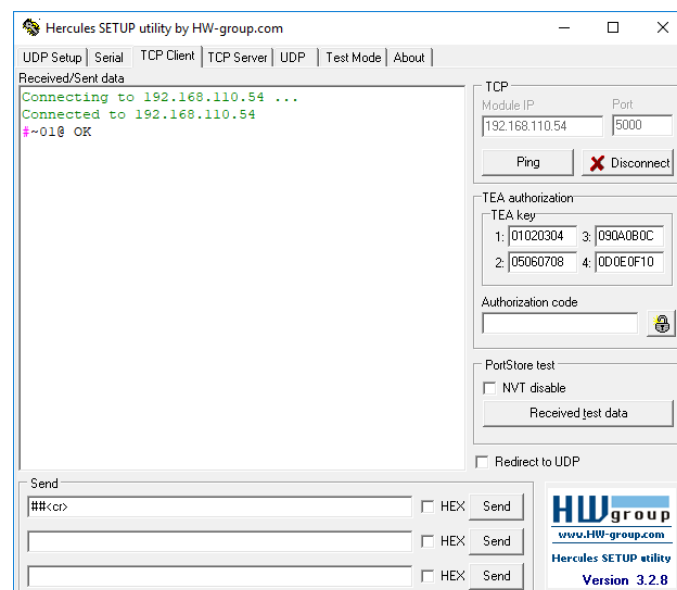 Hercules SETUP utility by HW-group.com
UDP Setup Serial TCP Client TCP Server UDP Test Mode About
Received/Sent data
Connecting to 192.168.110.54 ...
Connected to 192.168.110.54
#~01@ OK
TCP
Module IP Port
192.168.110.54 5000
Ping Disconnect
TEA authorization
TEA key
1: 01020304 3: 090A0B0C
2: 05060708 4: 0D0E0F10
Authorization code
PortStore test
NVT disable
Received test data
Redirect to UDP
Send
##<cr> HEX Send
HEX Send
HEX Send
HW group
www.HW-group.com
Hercules SETUP utility
Version 3.2.8